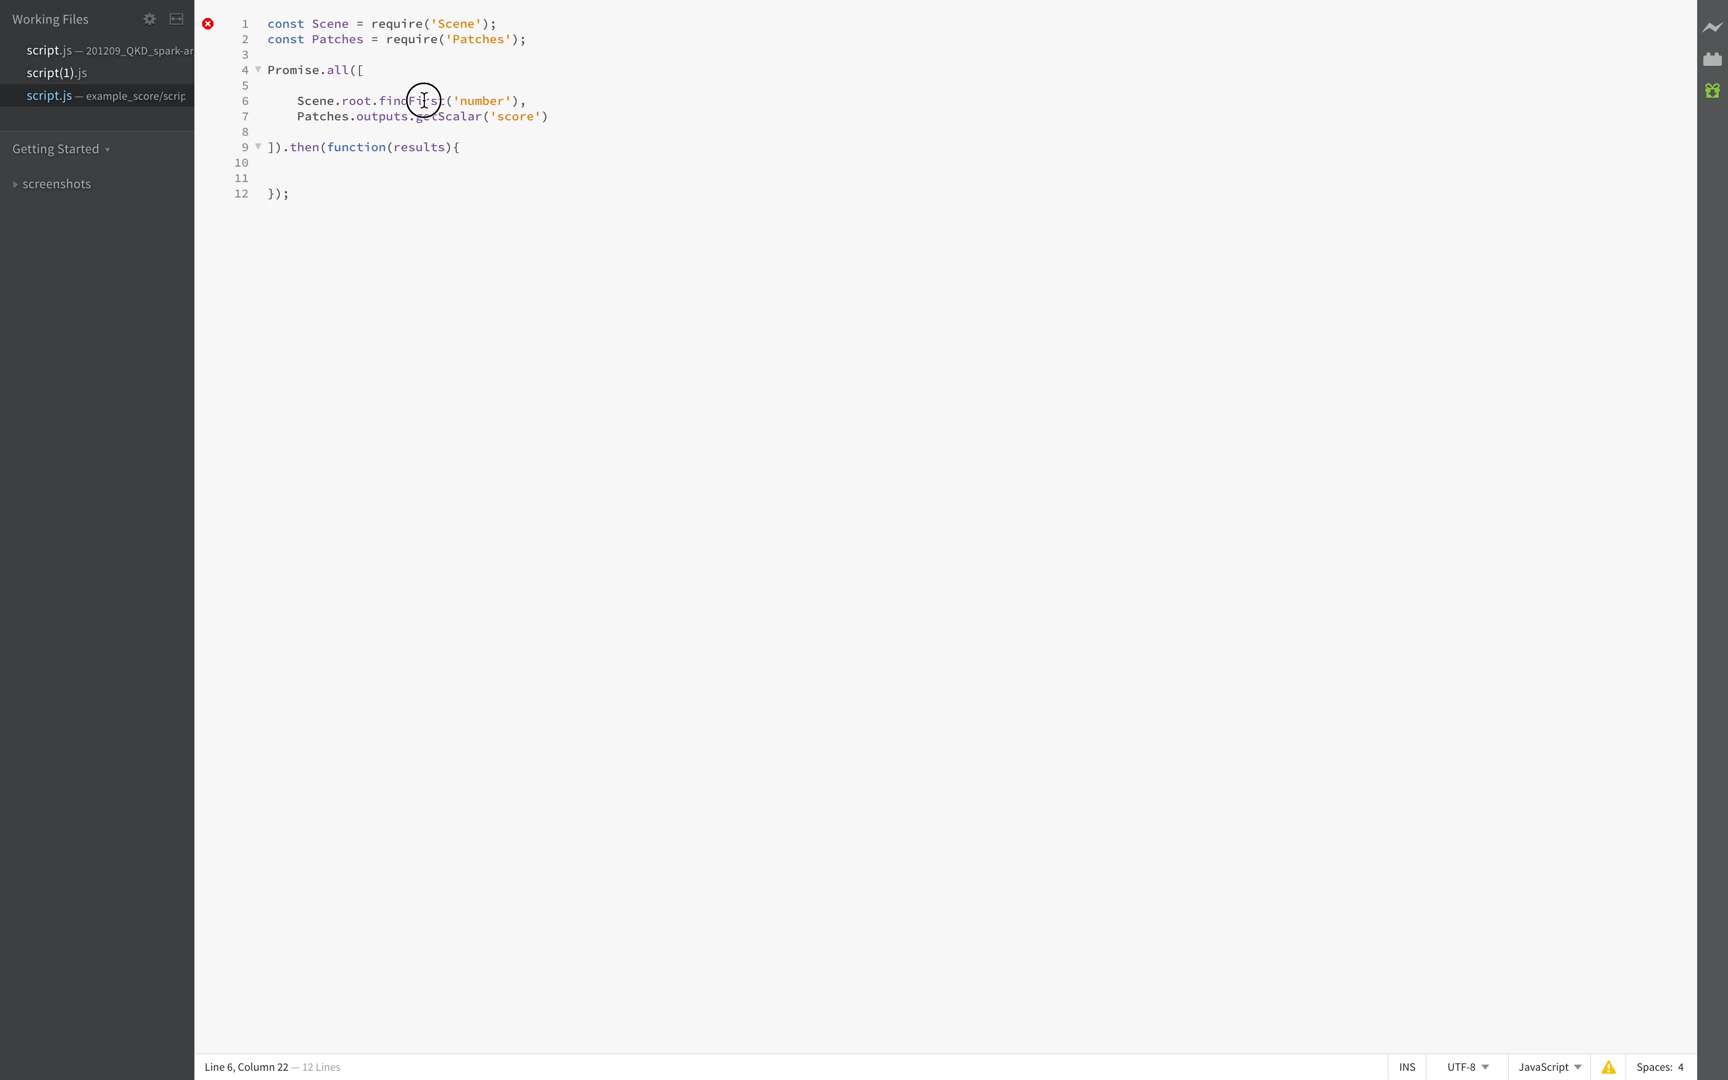 Working Files
script.js — 201209_QKD_spark-ar
script(1).js
script.js — example_score/scrip
Getting Started
screenshots
1 const Scene = require('Scene');
2 const Patches = require('Patches');
3
4 Promise.all([
5
6 Scene.root.findFirst('number'),
7 Patches.outputs.getScalar('score')
8
9 ]).then(function(results){
10
11
12 });
Line 6, Column 22 — 12 Lines
INS
UTF-8
JavaScript
Spaces: 4